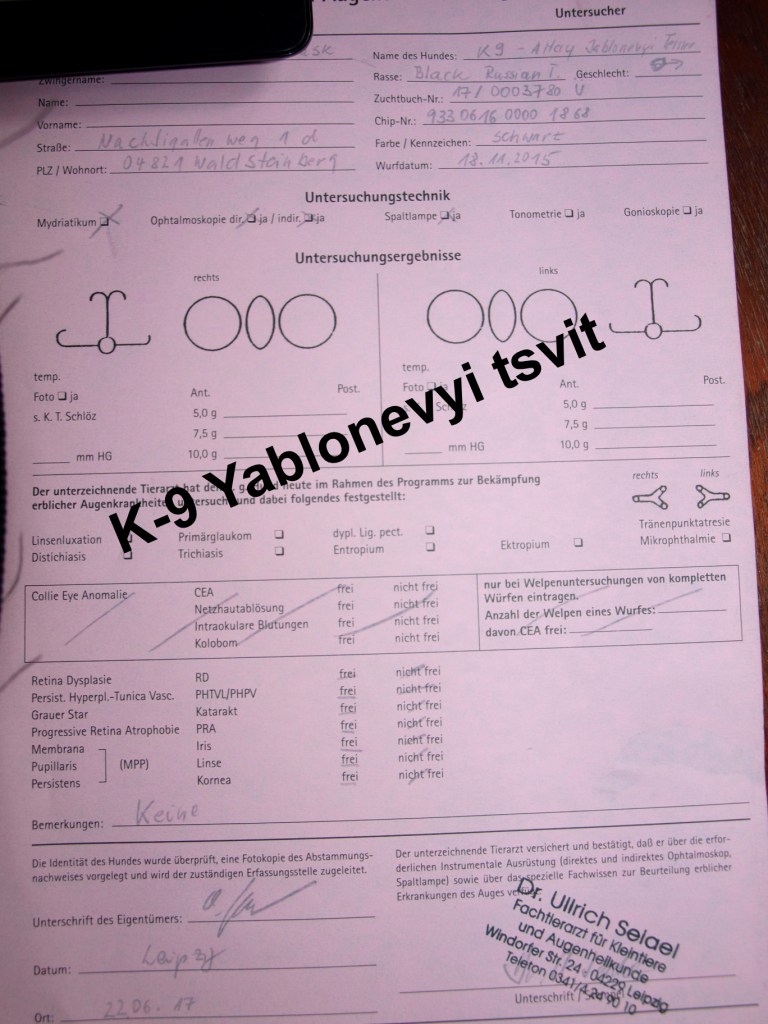 Untersucher
Name des Hundes: K9 - Altay Jablonevyi
Zwingername:
Rasse: Black Russian T. Geschlecht:
Name:
Zuchtbuch-Nr.: 17/0003780 U
Vorname:
Chip-Nr.: 933 0616 0000 1868
Straße: Nachtigallen weg 1 d
Farbe / Kennzeichen: schwarz
PLZ / Wohnort: 04821 Waldsteinberg
Wurfdatum: 18.11.2015
Untersuchungstechnik
Mydriatikum Ophtalmoskopie dir. ja / indir. ja Spaltlampe ja Tonometrie ja Gonioskopie ja
Untersuchungsergebnisse
rechts
links
temp.
Foto ja
s. K. T. Schlöz
mm HG
Ant. Post.
5,0 g
7,5 g
10,0 g
temp.
Foto ja
mm HG
Ant. Post.
5,0 g
7,5 g
10,0 g
K-9 Yablonevyi tsvit
Der unterzeichnende Tierarzt hat den heute im Rahmen des Programms zur Bekämpfung
erblicher Augenkrankheiten untersucht und dabei folgendes festgestellt:
rechts links
Tränenpunktatresie
Linsenluxation Primärglaukom dypl. Lig. pect.
Distichiasis Trichiasis Entropium Ektropium Mikrophthalmie
Collie Eye Anomalie CEA frei nicht frei
Netzhautablösung frei nicht frei
Intraokulare Blutungen frei nicht frei
Kolobom frei nicht frei
nur bei Welpenuntersuchungen von kompletten
Würfen eintragen.
Anzahl der Welpen eines Wurfes:
davon CEA frei:
Retina Dysplasie RD frei nicht frei
Persist. Hyperpl.-Tunica Vasc. PHTVL/PHPV frei nicht frei
Grauer Star Katarakt frei nicht frei
Progressive Retina Atrophobie PRA frei nicht frei
Membrana Iris frei nicht frei
Pupillaris (MPP) Linse frei nicht frei
Persistens Kornea frei nicht frei
Bemerkungen: Keine
Die Identität des Hundes wurde überprüft, eine Fotokopie des Abstammungs-
nachweises vorgelegt und wird der zuständigen Erfassungsstelle zugeleitet.
Unterschrift des Eigentümers:
Datum: Leipzig
Ort: 22.06.17
Der unterzeichnende Tierarzt versichert und bestätigt, daß er über die erfor-
derlichen Instrumentale Ausrüstung (direktes und indirektes Ophtalmoskop,
Spaltlampe) sowie über das spezielle Fachwissen zur Beurteilung erblicher
Erkrankungen des Auges
Dr. Ullrich Selael
Fachtierarzt für Kleintiere
und Augenheilkunde
Windorfer Str. 24 · 04229 Leipzig
Telefon 0341/4 24 90 10
Unterschrift /